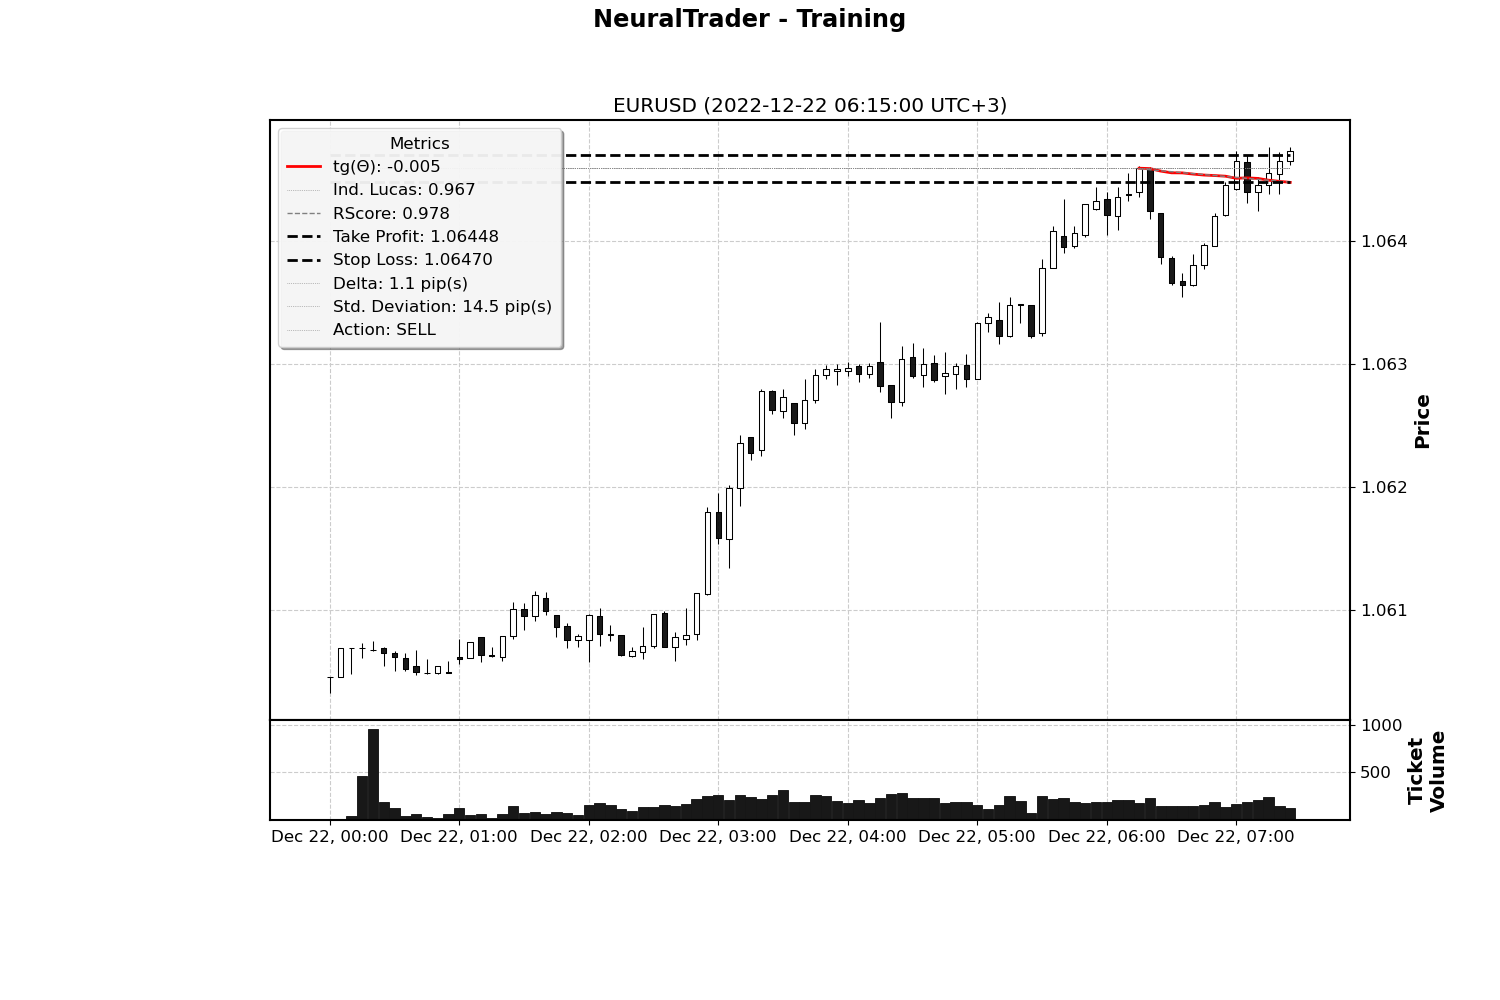 NeuralTrader - Training
EURUSD (2022-12-22 06:15:00 UTC+3)
Metrics
tg(Θ): -0.005
Ind. Lucas: 0.967
RScore: 0.978
Take Profit: 1.06448
Stop Loss: 1.06470
Delta: 1.1 pip(s)
Std. Deviation: 14.5 pip(s)
Action: SELL
1.064
1.063
1.062
1.061
Price
1000
500
Ticket
Volume
Dec 22, 00:00 Dec 22, 01:00 Dec 22, 02:00 Dec 22, 03:00 Dec 22, 04:00 Dec 22, 05:00 Dec 22, 06:00 Dec 22, 07:00